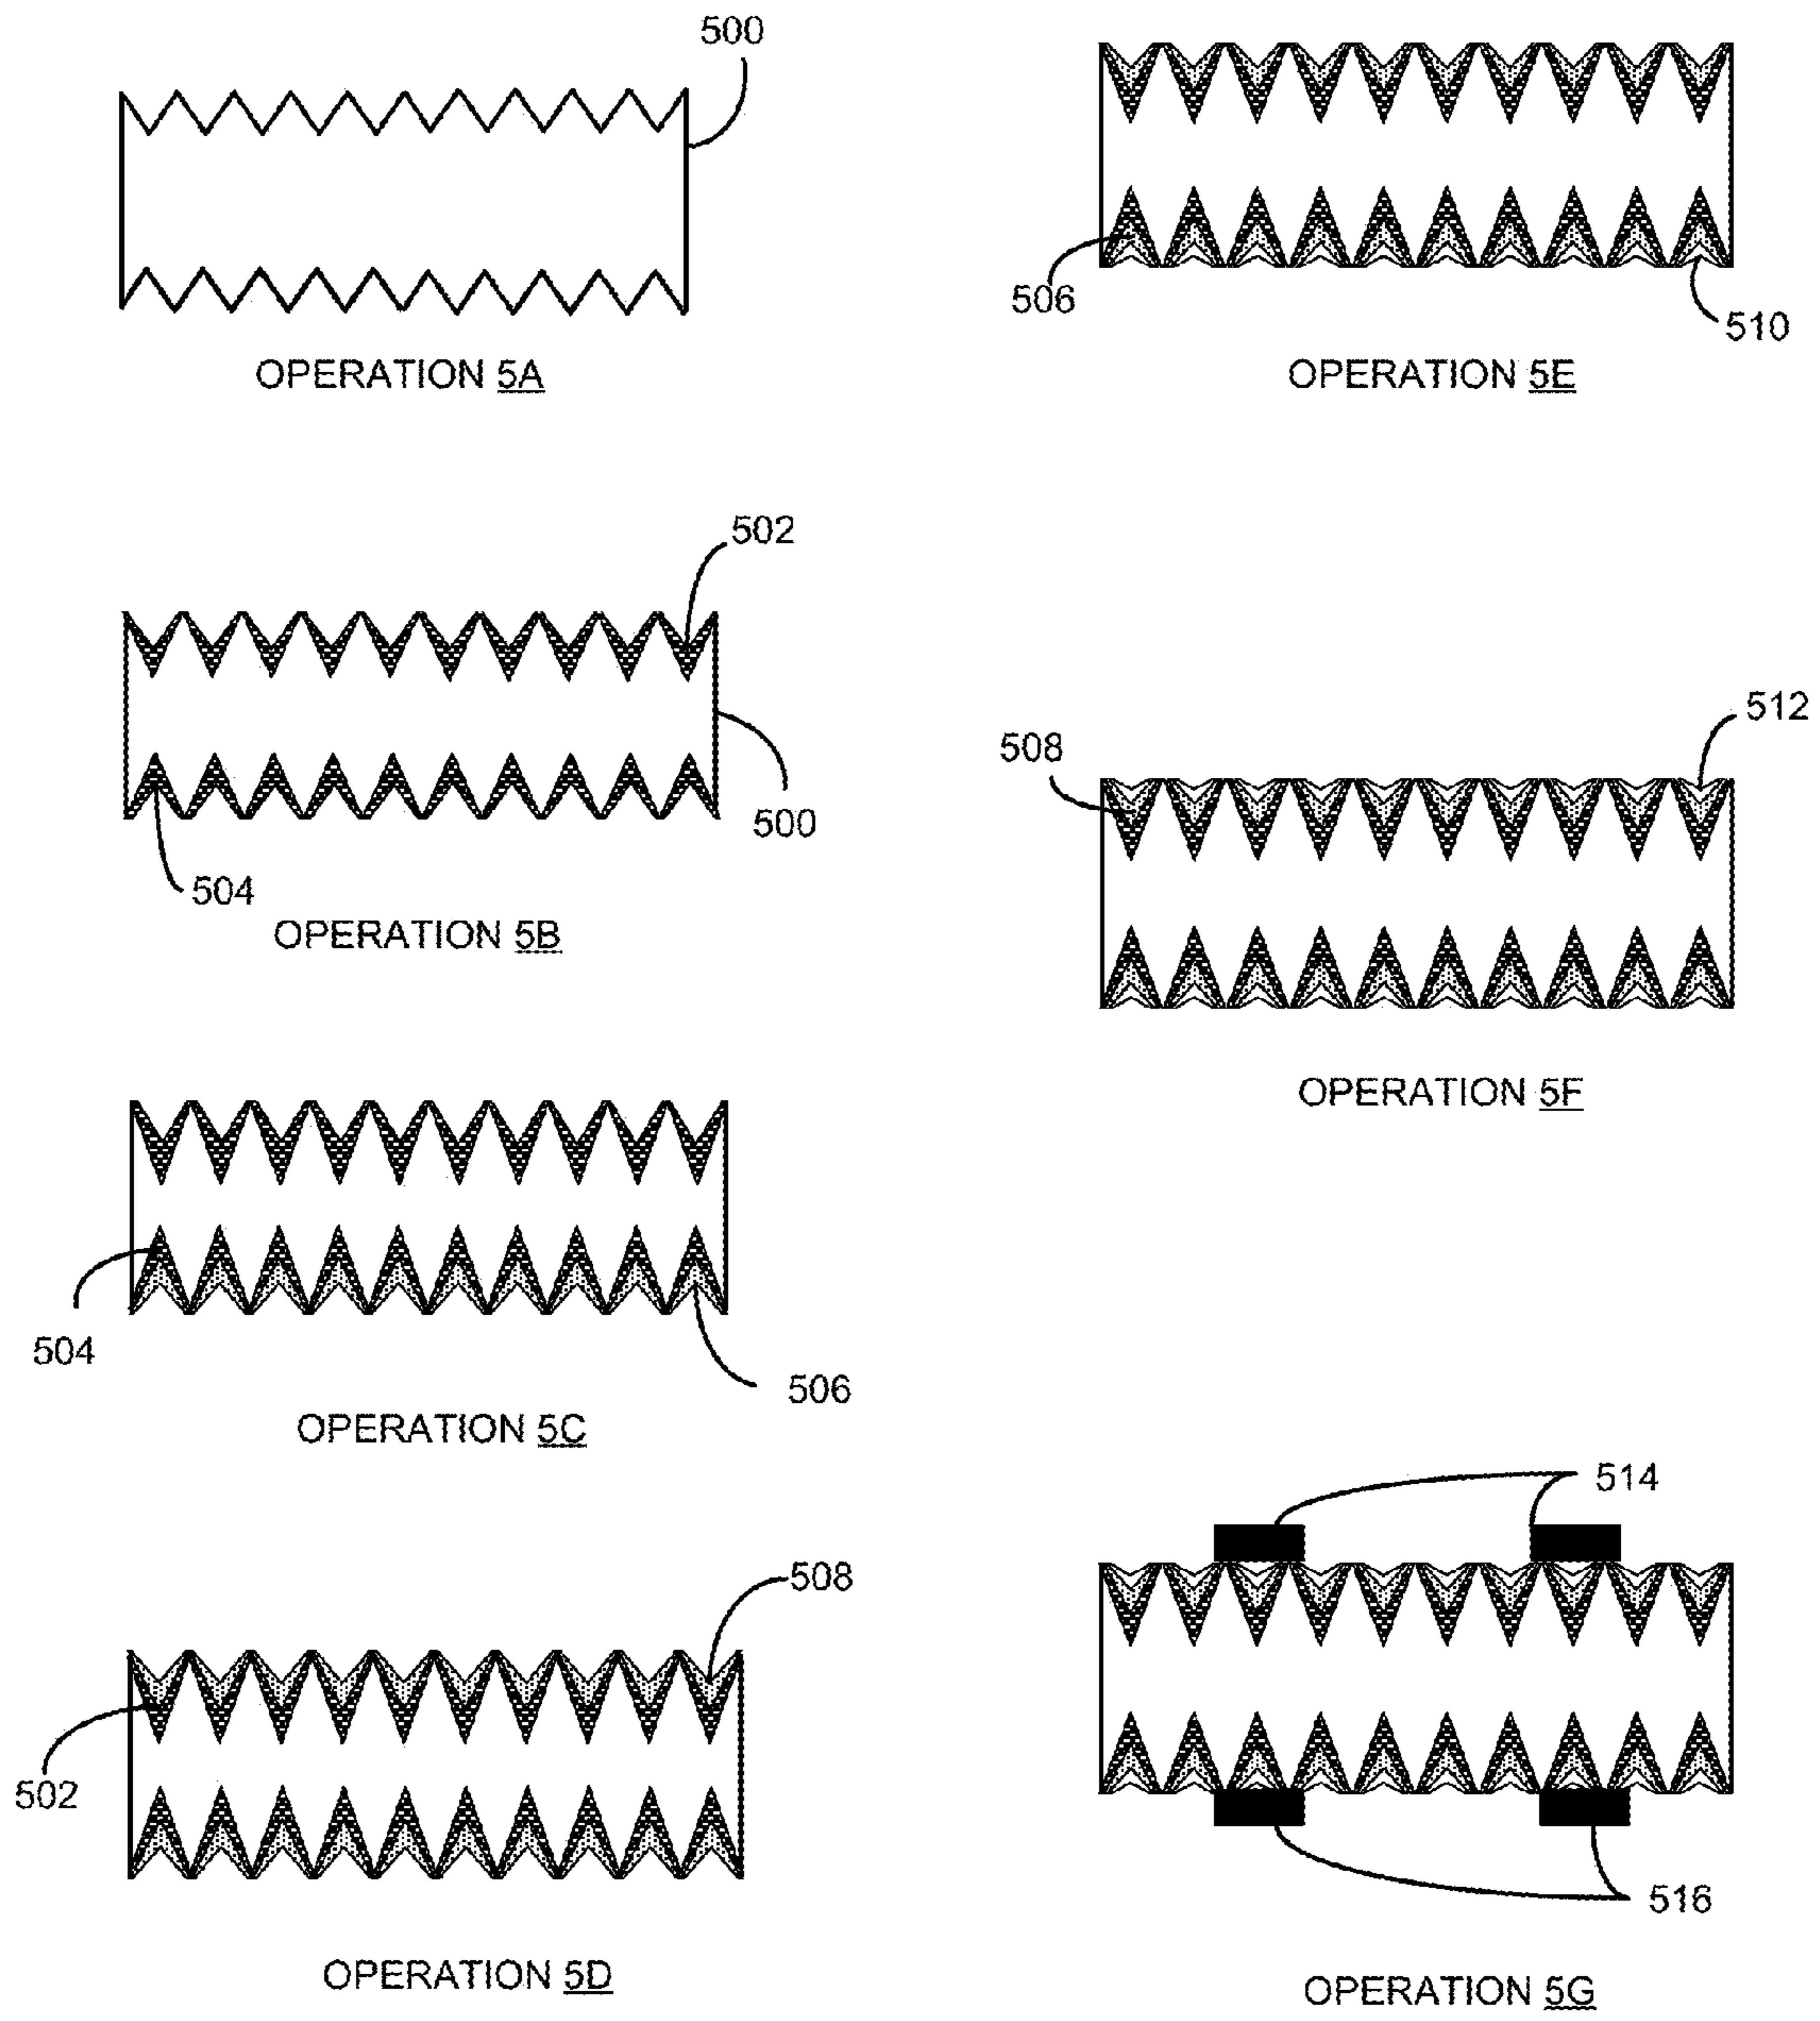 500
OPERATION 5A
502
500
504
OPERATION 5B
504
506
OPERATION 5C
508
502
OPERATION 5D
506
510
OPERATION 5E
512
508
OPERATION 5F
514
516
OPERATION 5G